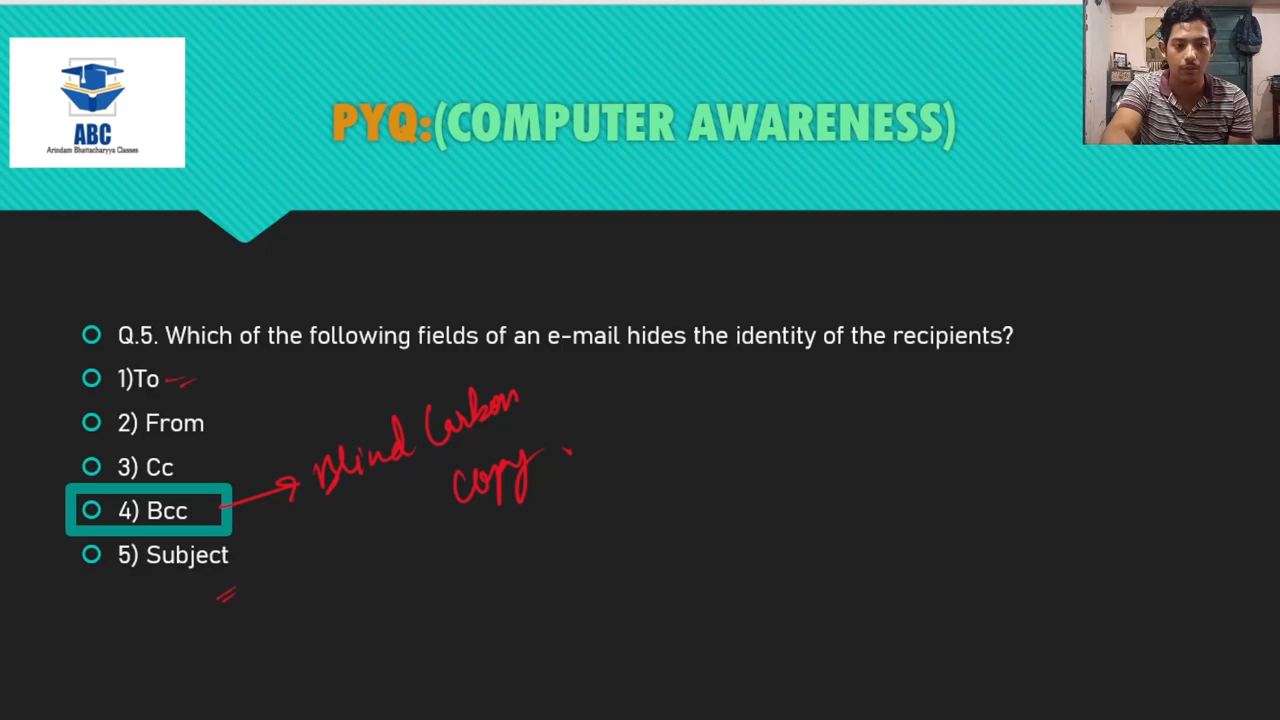 ABC
Arindam Bhattacharyya Classes
PYQ:(COMPUTER AWARENESS)
Q.5. Which of the following fields of an e-mail hides the identity of the recipients?
1)To
2) From
3) Cc
4) Bcc
5) Subject
Blind Carbon
copy